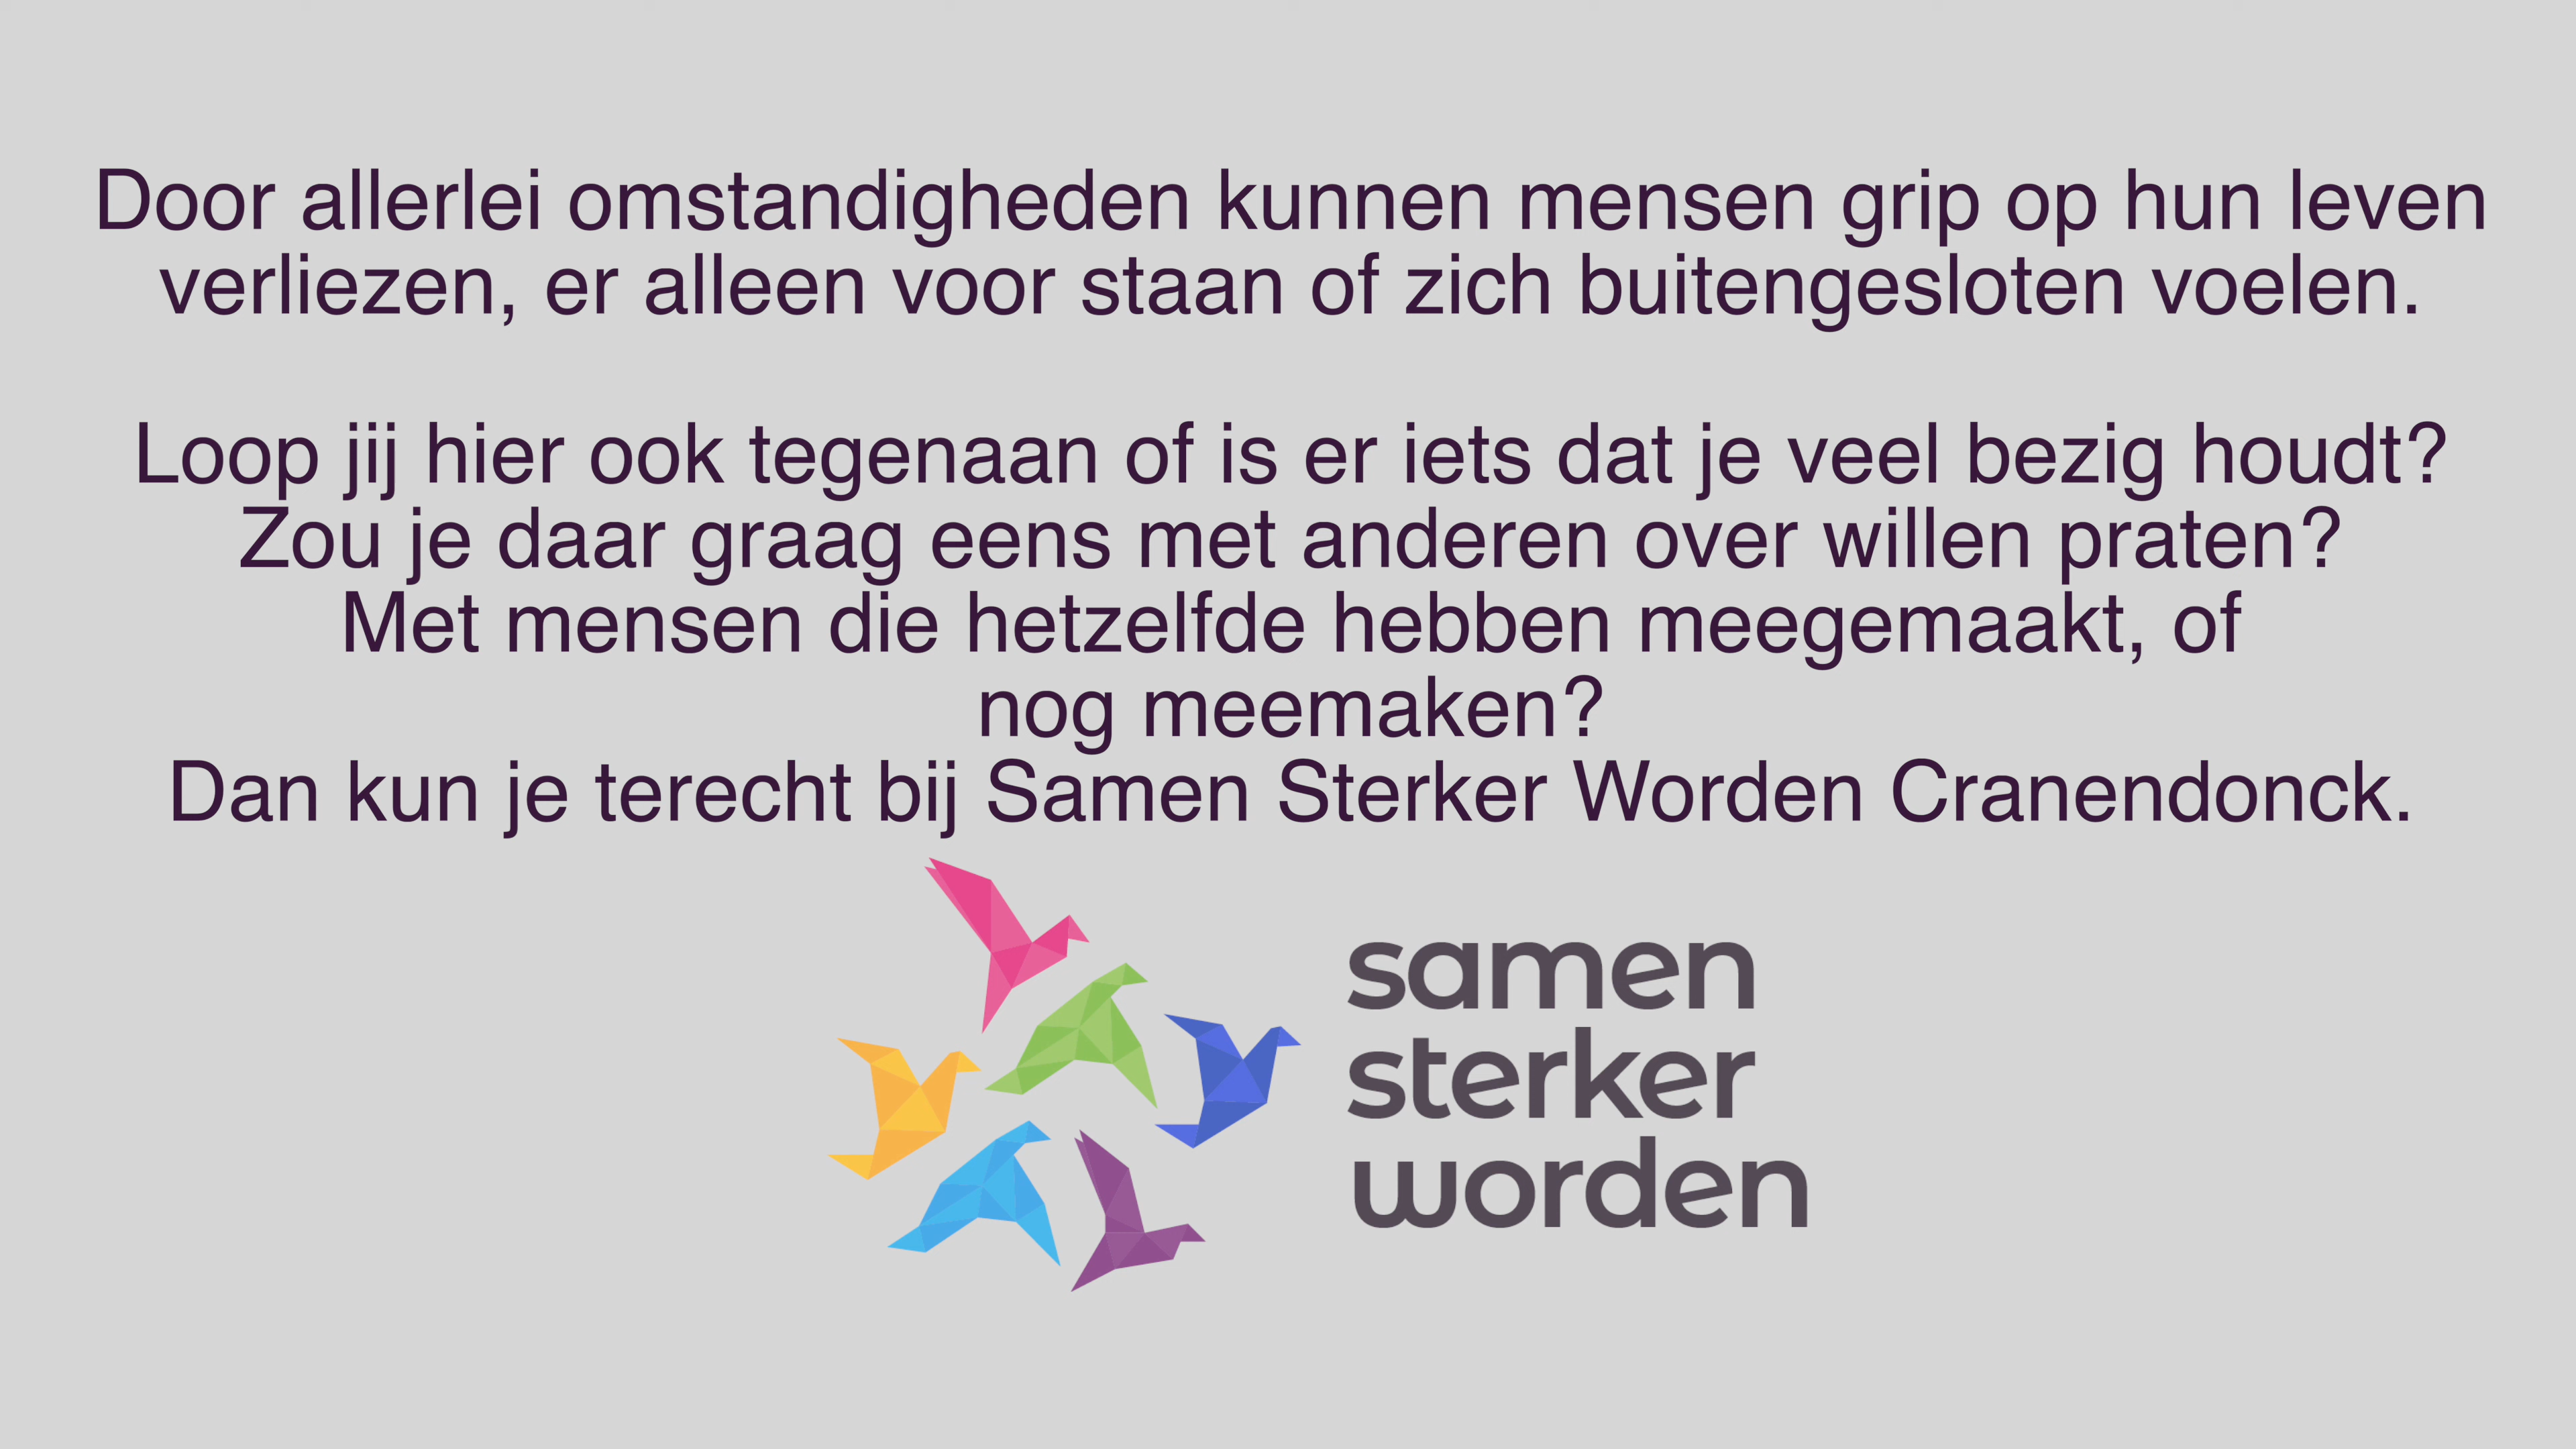 Door allerlei omstandigheden kunnen mensen grip op hun leven
verliezen, er alleen voor staan of zich buitengesloten voelen.
Loop jij hier ook tegenaan of is er iets dat je veel bezig houdt?
Zou je daar graag eens met anderen over willen praten?
Met mensen die hetzelfde hebben meegemaakt, of
nog meemaken?
Dan kun je terecht bij Samen Sterker Worden Cranendonck.
samen
sterker
worden